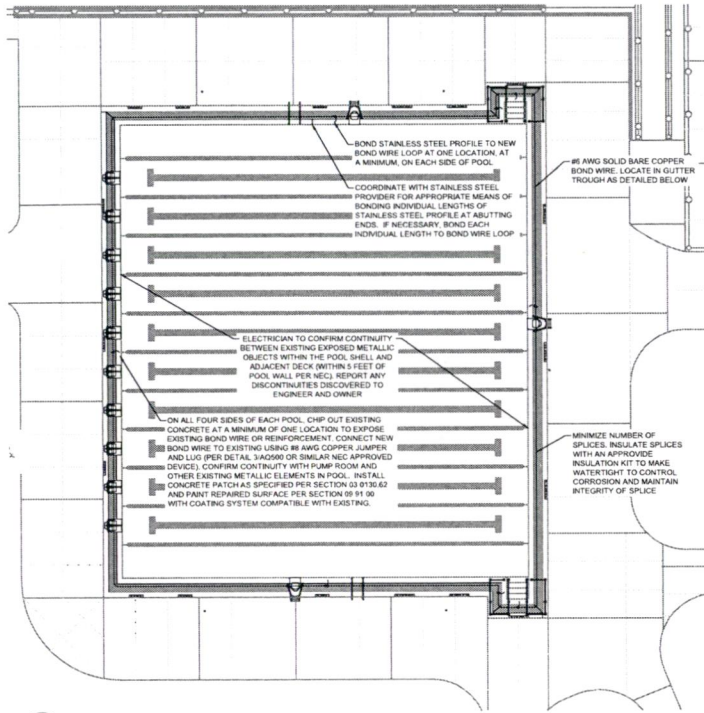 BOND STAINLESS STEEL PROFILE TO NEW
BOND WIRE LOOP AT ONE LOCATION, AT
A MINIMUM, ON EACH SIDE OF POOL
COORDINATE WITH STAINLESS STEEL
PROVIDER FOR APPROPRIATE MEANS OF
BONDING INDIVIDUAL LENGTHS OF
STAINLESS STEEL PROFILE AT ABUTTING
ENDS. IF NECESSARY, BOND EACH
INDIVIDUAL LENGTH TO BOND WIRE LOOP
#6 AWG SOLID BARE COPPER
BOND WIRE. LOCATE IN GUTTER
TROUGH AS DETAILED BELOW
ELECTRICIAN TO CONFIRM CONTINUITY
BETWEEN EXISTING EXPOSED METALLIC
OBJECTS WITHIN THE POOL SHELL AND
ADJACENT DECK (WITHIN 5 FEET OF
POOL WALL PER NEC). REPORT ANY
DISCONTINUITIES DISCOVERED TO
ENGINEER AND OWNER
ON ALL FOUR SIDES OF EACH POOL, CHIP OUT EXISTING
CONCRETE AT A MINIMUM OF ONE LOCATION TO EXPOSE
EXISTING BOND WIRE OR REINFORCEMENT. CONNECT NEW
BOND WIRE TO EXISTING USING #8 AWG COPPER JUMPER
AND LUG (PER DETAIL 3/AQ500 OR SIMILAR NEC APPROVED
DEVICE). CONFIRM CONTINUITY WITH PUMP ROOM AND
OTHER EXISTING METALLIC ELEMENTS IN POOL. INSTALL
CONCRETE PATCH AS SPECIFIED PER SECTION 03 0130.62
AND PAINT REPAIRED SURFACE PER SECTION 09 91 00
WITH COATING SYSTEM COMPATIBLE WITH EXISTING.
MINIMIZE NUMBER OF
SPLICES. INSULATE SPLICES
WITH AN APPROVIDE
INSULATION KIT TO MAKE
WATERTIGHT TO CONTROL
CORROSION AND MAINTAIN
INTEGRITY OF SPLICE